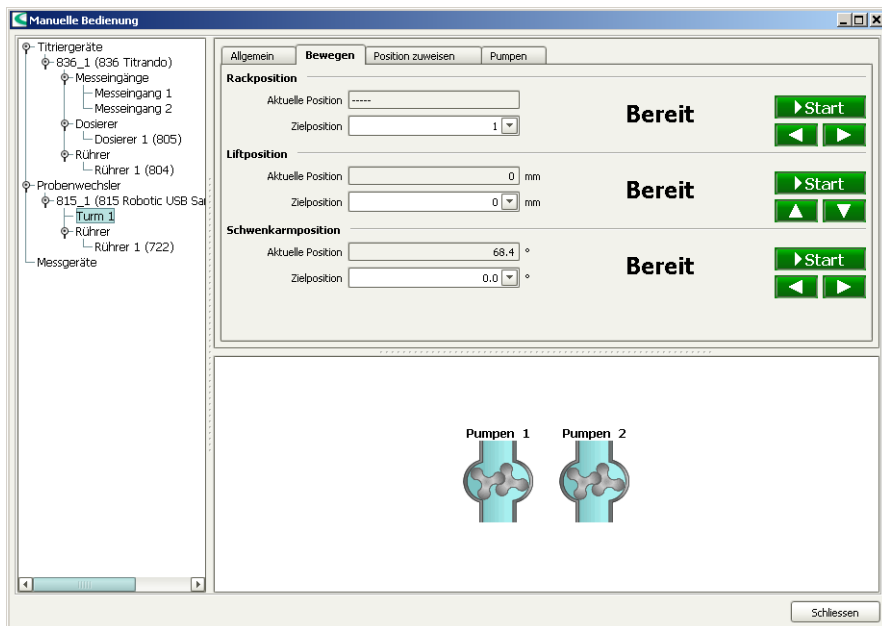 Manuelle Bedienung
Titriergeräte
836_1 (836 Titrando)
Messeingänge
Messeingang 1
Messeingang 2
Dosierer
Dosierer 1 (805)
Rührer
Rührer 1 (804)
Probenwechsler
815_1 (815 Robotic USB Sa
Turm 1
Rührer
Rührer 1 (722)
Messgeräte
Allgemein Bewegen Position zuweisen Pumpen
Rackposition
Aktuelle Position -----
Zielposition 1
Bereit
Start
Liftposition
Aktuelle Position 0 mm
Zielposition 0 mm
Bereit
Start
Schwenkarmposition
Aktuelle Position 68.4 °
Zielposition 0.0 °
Bereit
Start
Pumpen 1 Pumpen 2
Schliessen